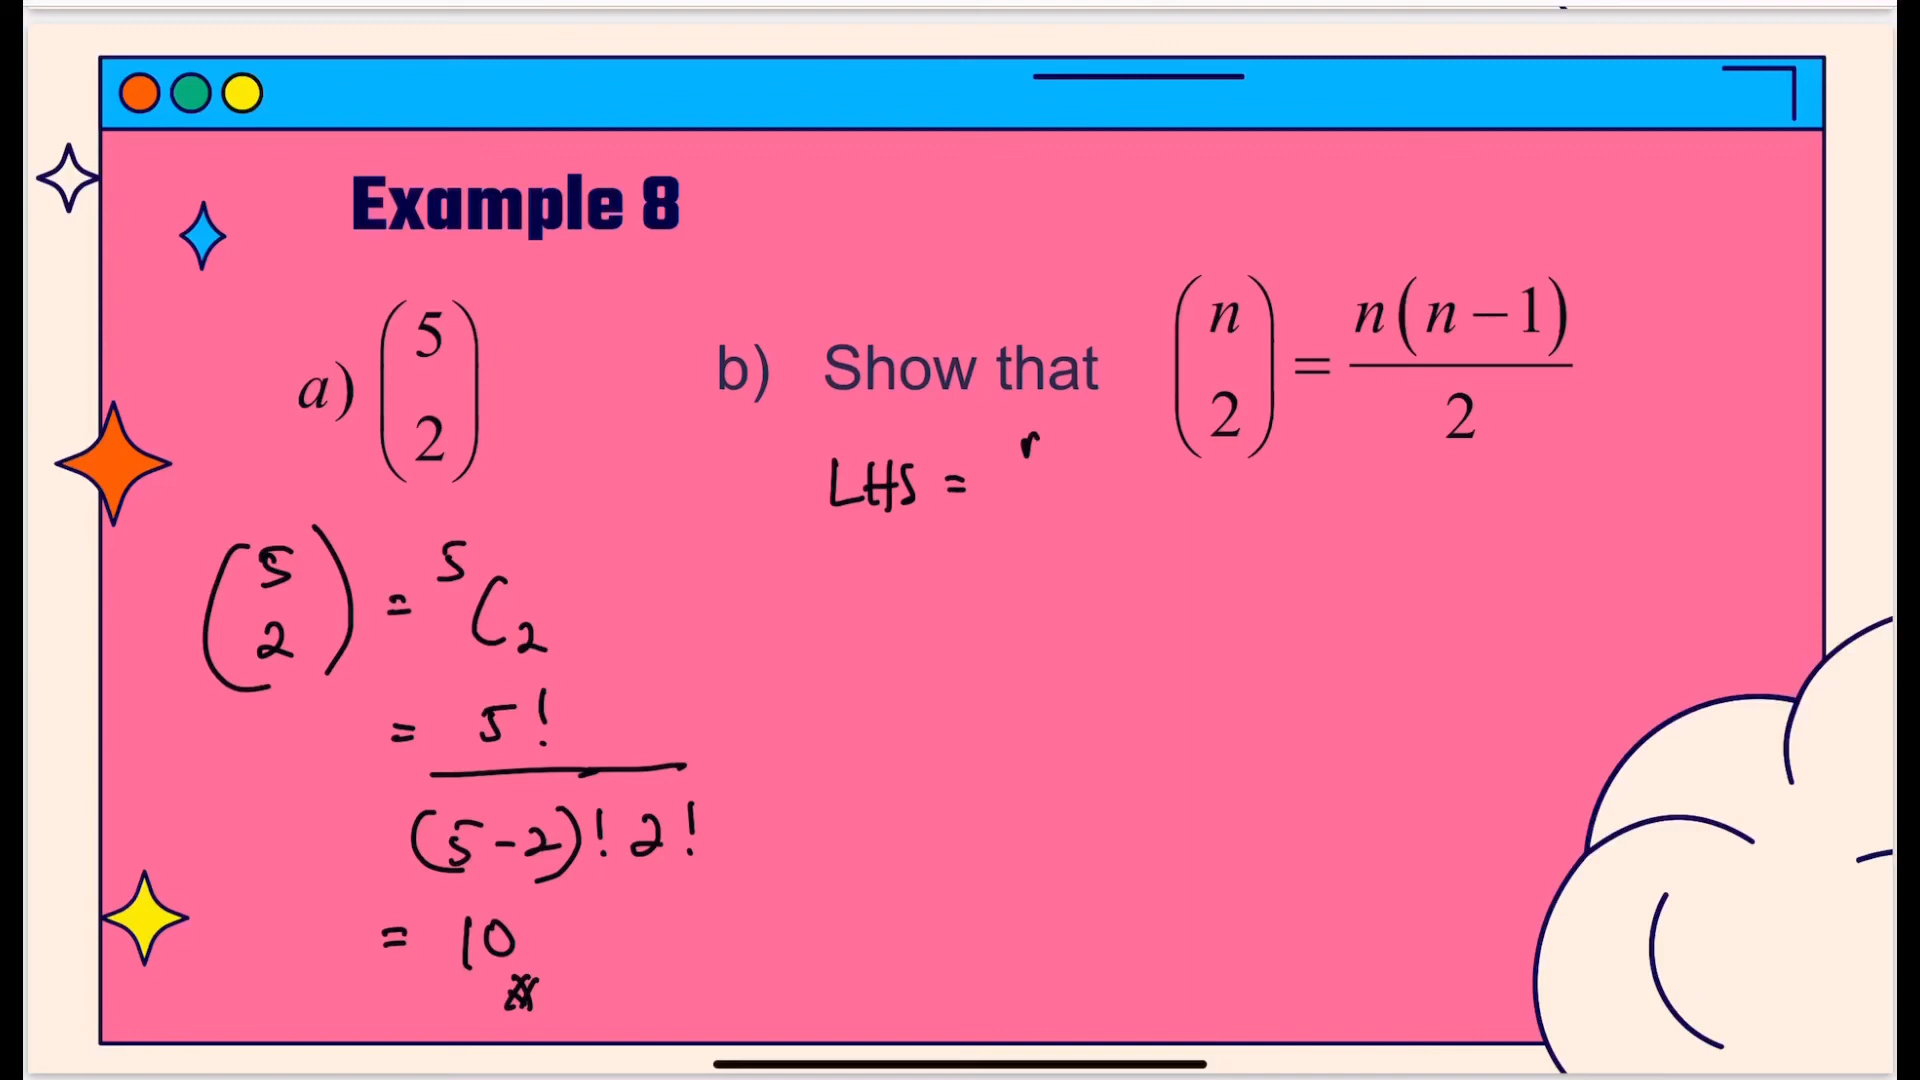 Example 8
a) (5 2)
b) Show that (n 2) = n(n−1)/2
LHS =
(5 2) = ⁵C₂
= 5!
(5-2)! 2!
= 10